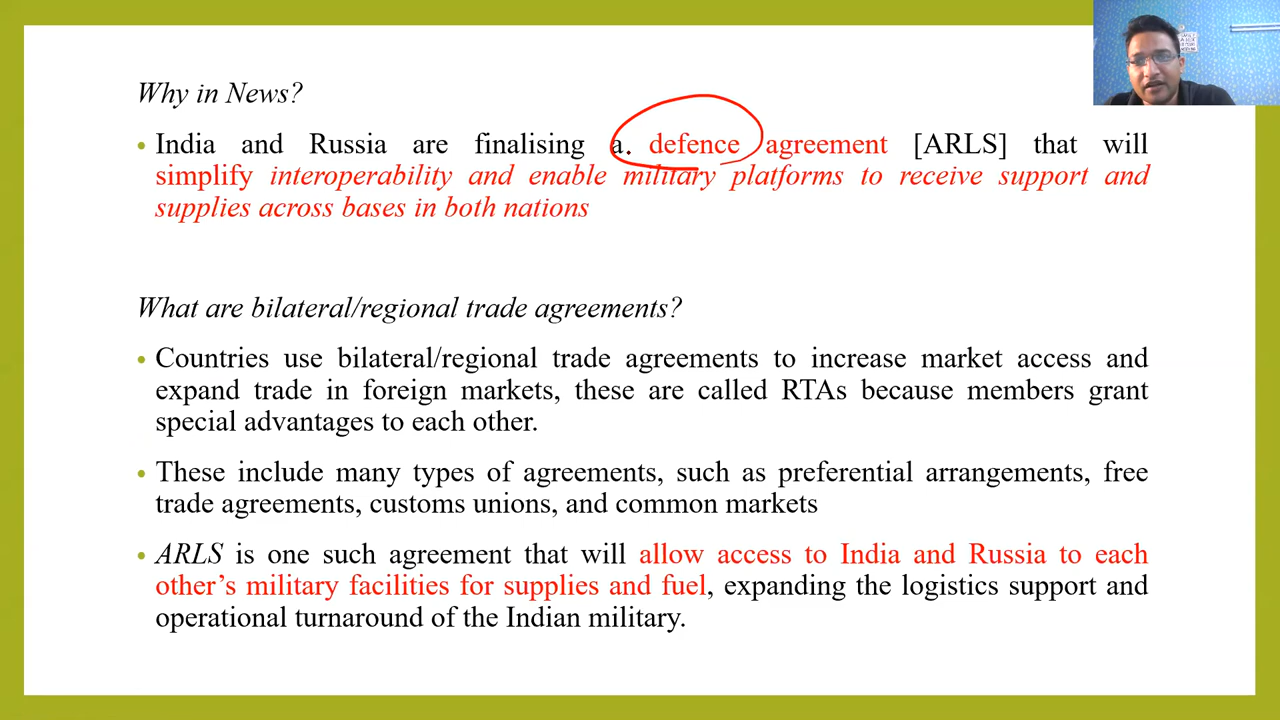 Why in News?
• India and Russia are finalising a. defence agreement [ARLS] that will
simplify interoperability and enable military platforms to receive support and
supplies across bases in both nations
What are bilateral/regional trade agreements?
• Countries use bilateral/regional trade agreements to increase market access and
expand trade in foreign markets, these are called RTAs because members grant
special advantages to each other.
• These include many types of agreements, such as preferential arrangements, free
trade agreements, customs unions, and common markets
• ARLS is one such agreement that will allow access to India and Russia to each
other’s military facilities for supplies and fuel, expanding the logistics support and
operational turnaround of the Indian military.